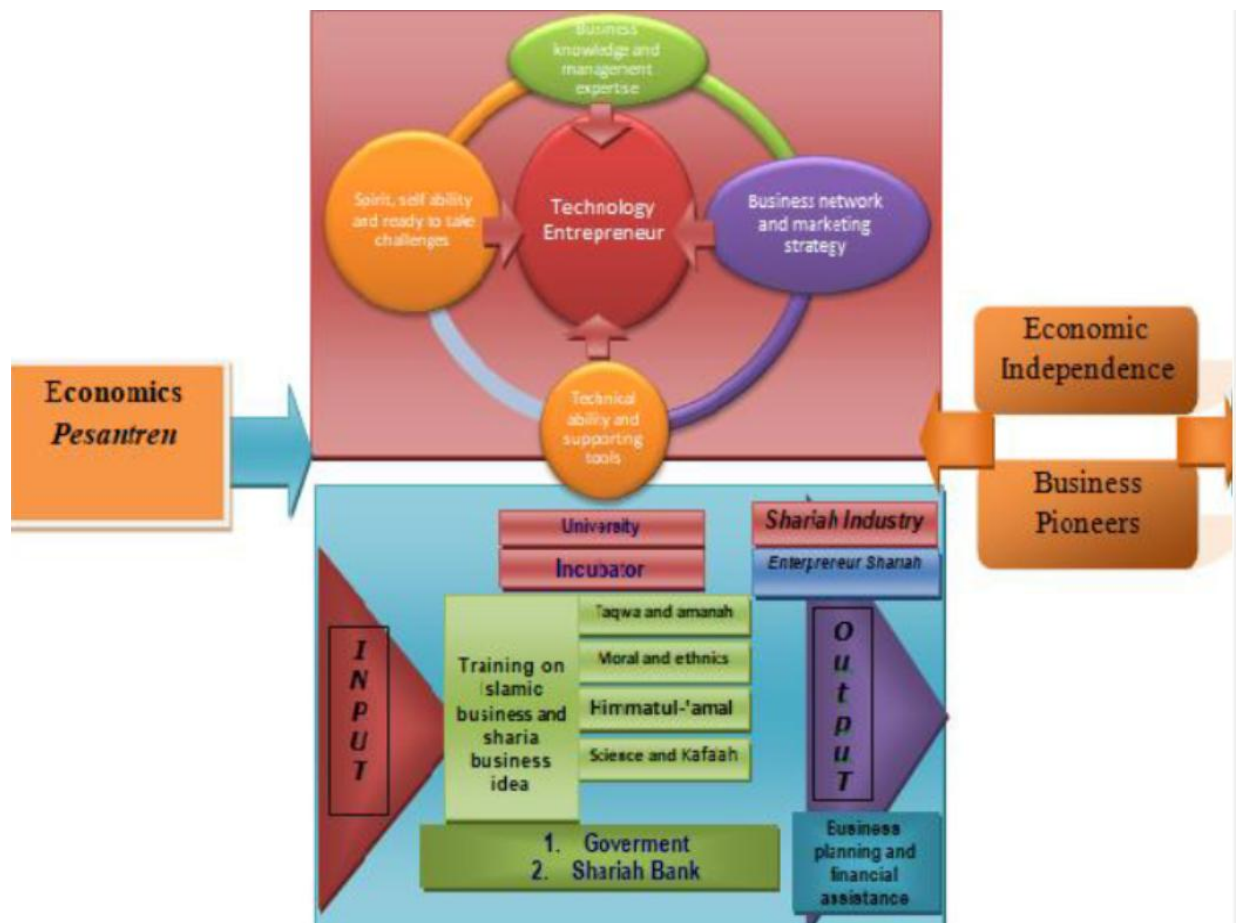 Business
knowledge and
management
expertise
Spirit, self ability
and ready to take
challenges
Technology
Entrepreneur
Business network
and marketing
strategy
Technical
ability and
supporting
tools
Economics
Pesantren
Economic
Independence
Business
Pioneers
University
Incubator
Shariah Industry
Enterpreneur Shariah
INPUT
Training on
Islamic
business and
sharia
business
idea
Taqwa and amanah
Moral and ethnics
Himmatul-'amal
Science and Kafaah
OutpuT
1. Goverment
2. Shariah Bank
Business
planning and
financial
assistance